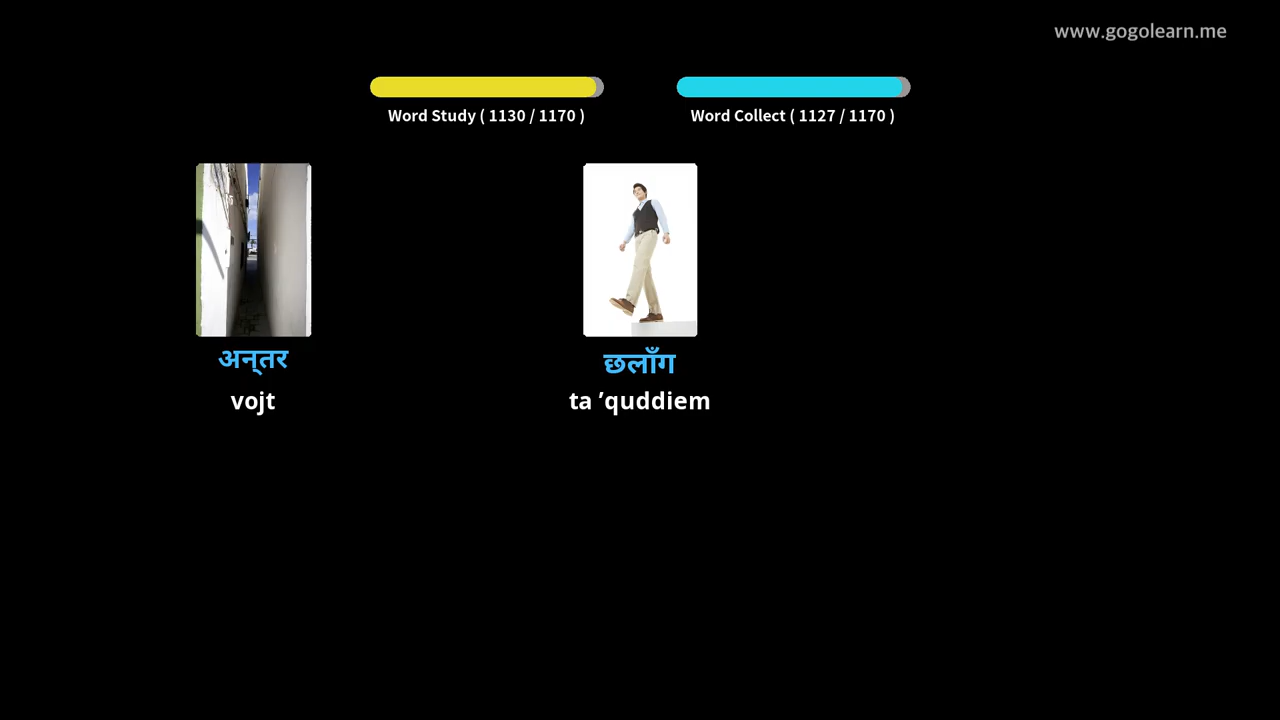 www.gogolearn.me
Word Study ( 1130 / 1170 )
Word Collect ( 1127 / 1170 )
अन्‌तर
छलाँग
vojt
ta ’quddiem